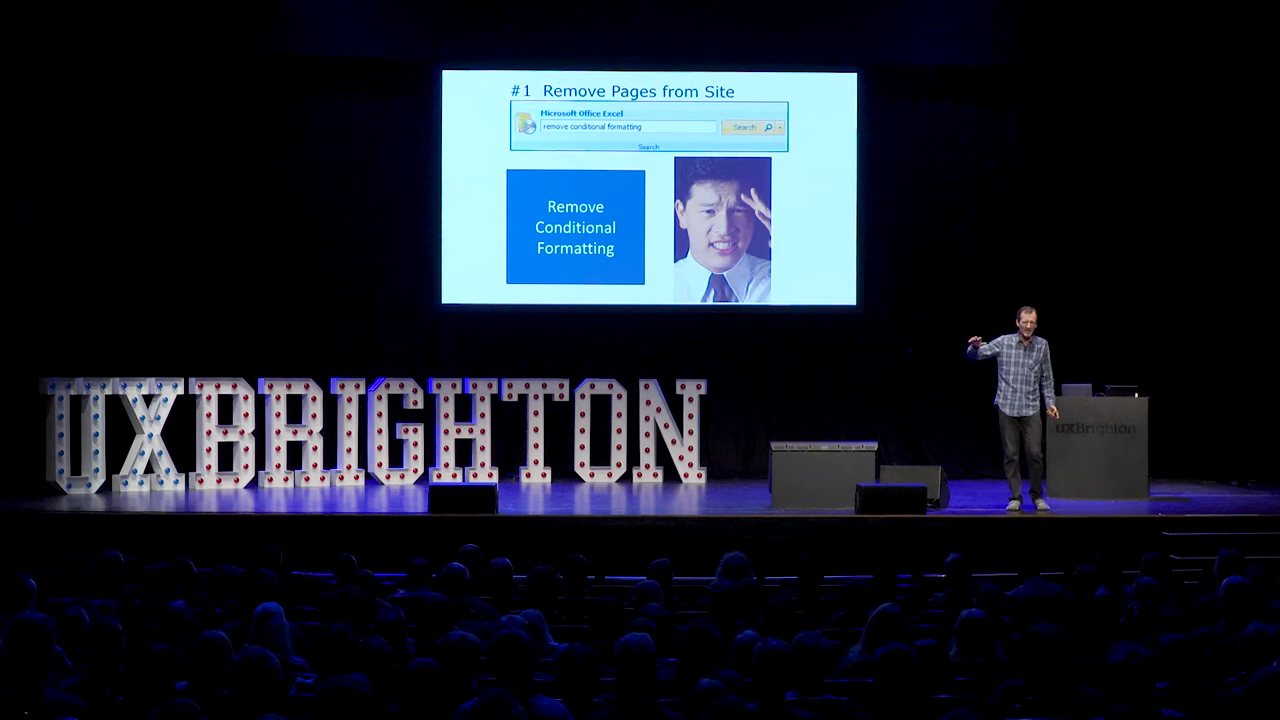 #1 Remove Pages from Site
Microsoft Office Excel
remove conditional formatting
Search
Search
Remove
Conditional
Formatting
UXBRIGHTON
uxBrighton